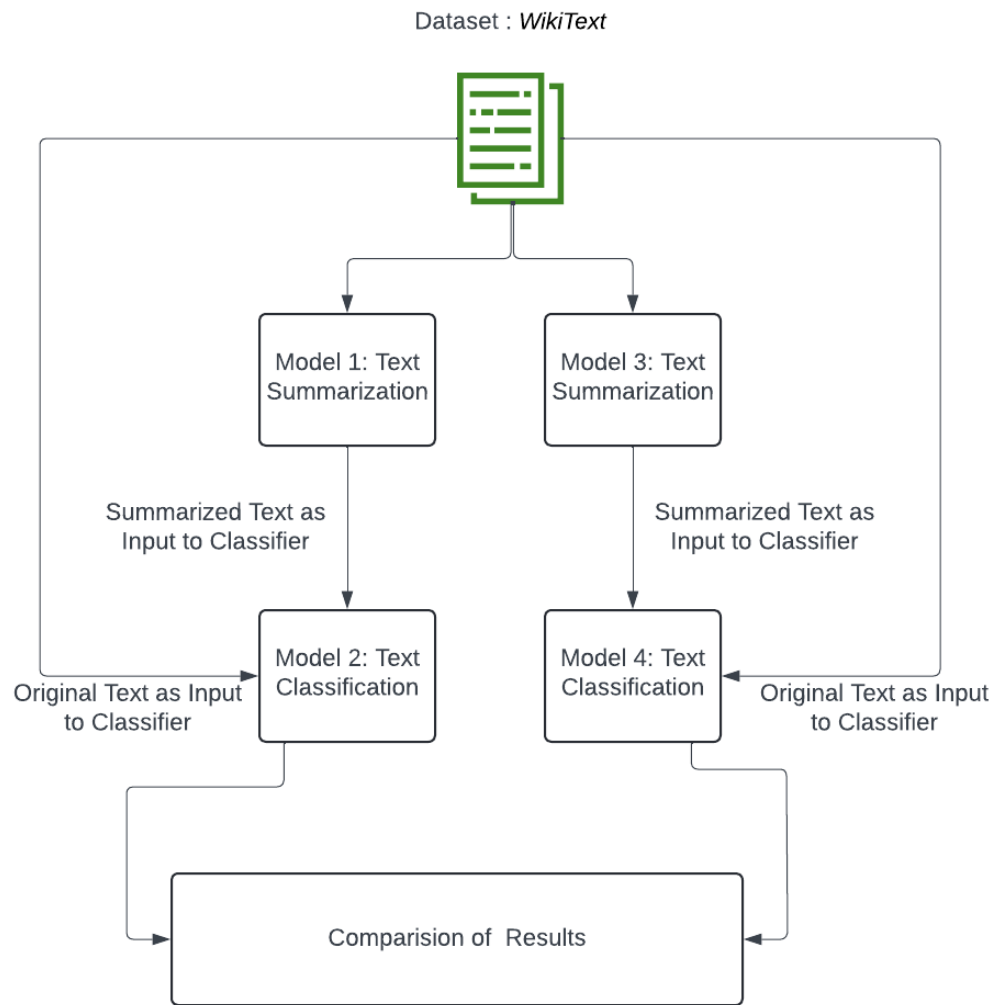 Dataset : WikiText
Model 1: Text
Summarization
Model 3: Text
Summarization
Summarized Text as
Input to Classifier
Summarized Text as
Input to Classifier
Model 2: Text
Classification
Model 4: Text
Classification
Original Text as Input
to Classifier
Original Text as Input
to Classifier
Comparision of  Results